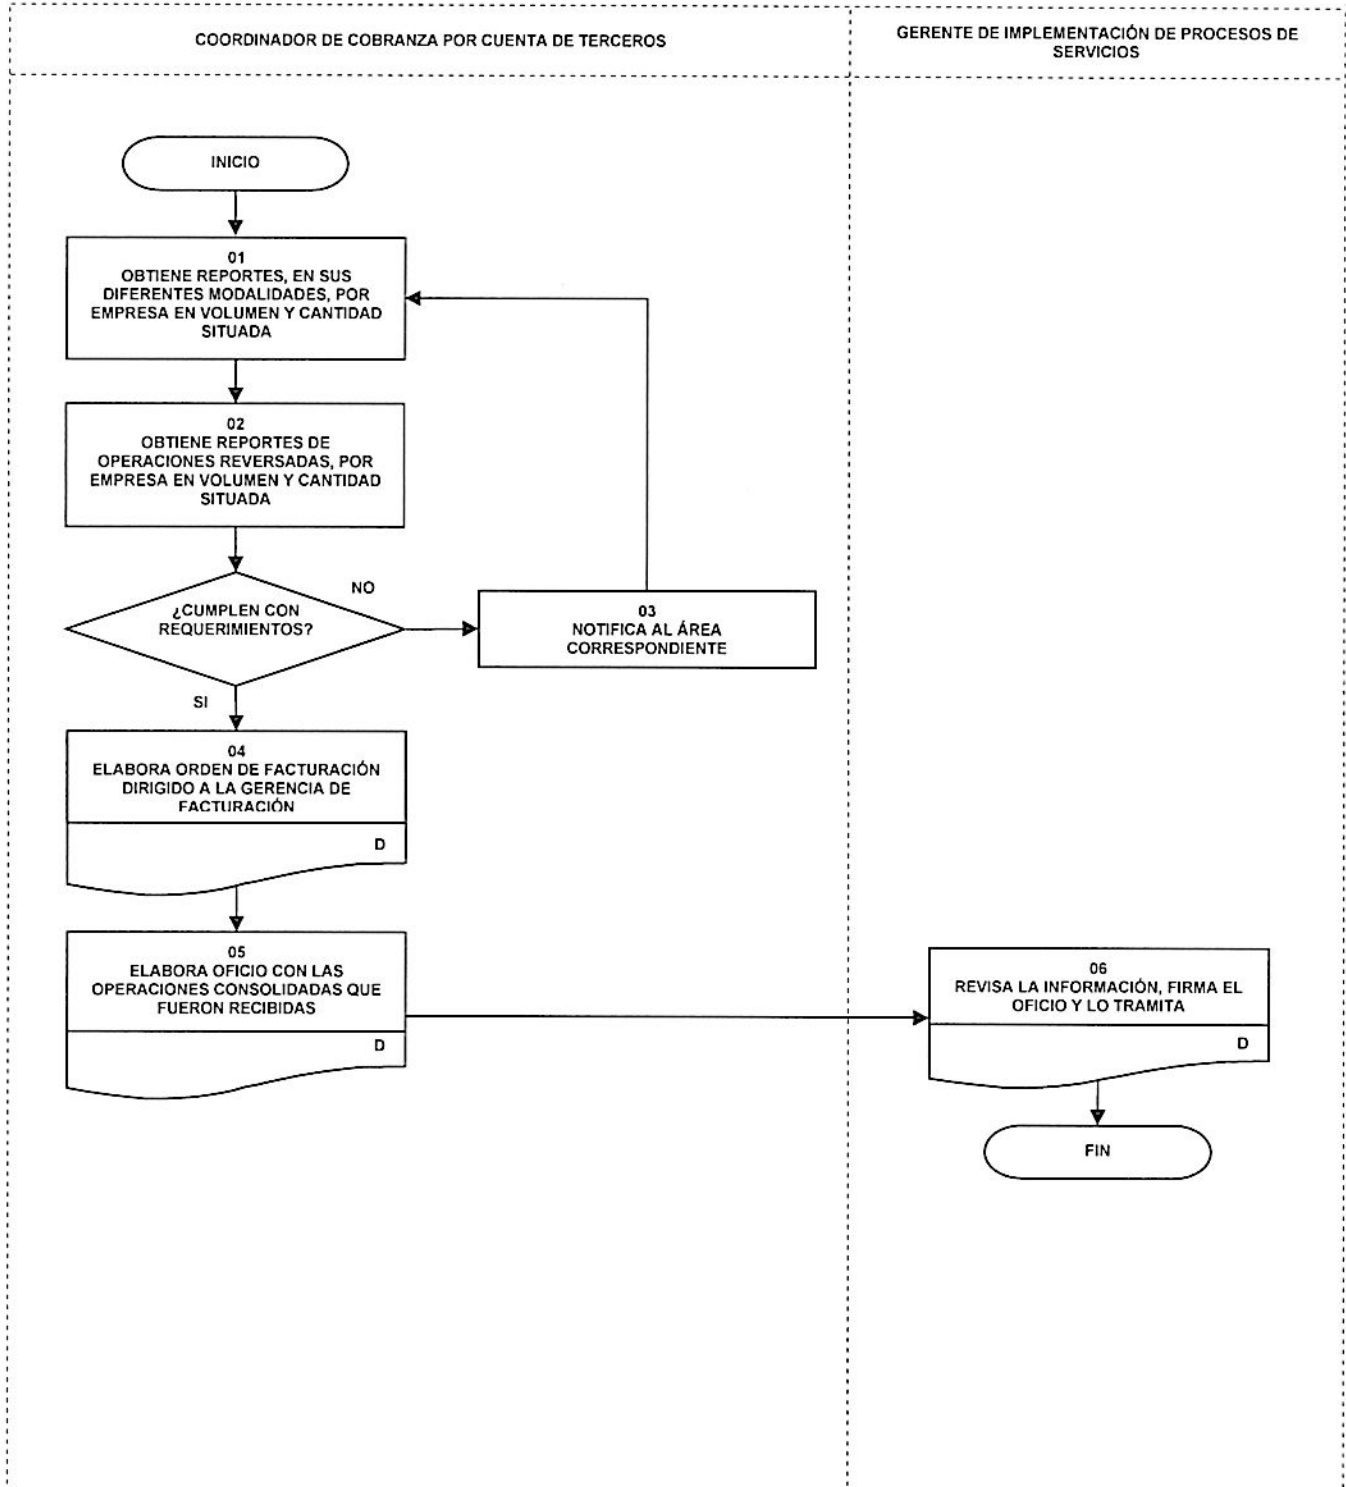 COORDINADOR DE COBRANZA POR CUENTA DE TERCEROS
GERENTE DE IMPLEMENTACIÓN DE PROCESOS DE
SERVICIOS
INICIO
01
OBTIENE REPORTES, EN SUS
DIFERENTES MODALIDADES, POR
EMPRESA EN VOLUMEN Y CANTIDAD
SITUADA
02
OBTIENE REPORTES DE
OPERACIONES REVERSADAS, POR
EMPRESA EN VOLUMEN Y CANTIDAD
SITUADA
¿CUMPLEN CON
REQUERIMIENTOS?
NO
03
NOTIFICA AL ÁREA
CORRESPONDIENTE
SI
04
ELABORA ORDEN DE FACTURACIÓN
DIRIGIDO A LA GERENCIA DE
FACTURACIÓN
D
05
ELABORA OFICIO CON LAS
OPERACIONES CONSOLIDADAS QUE
FUERON RECIBIDAS
D
06
REVISA LA INFORMACIÓN, FIRMA EL
OFICIO Y LO TRAMITA
D
FIN